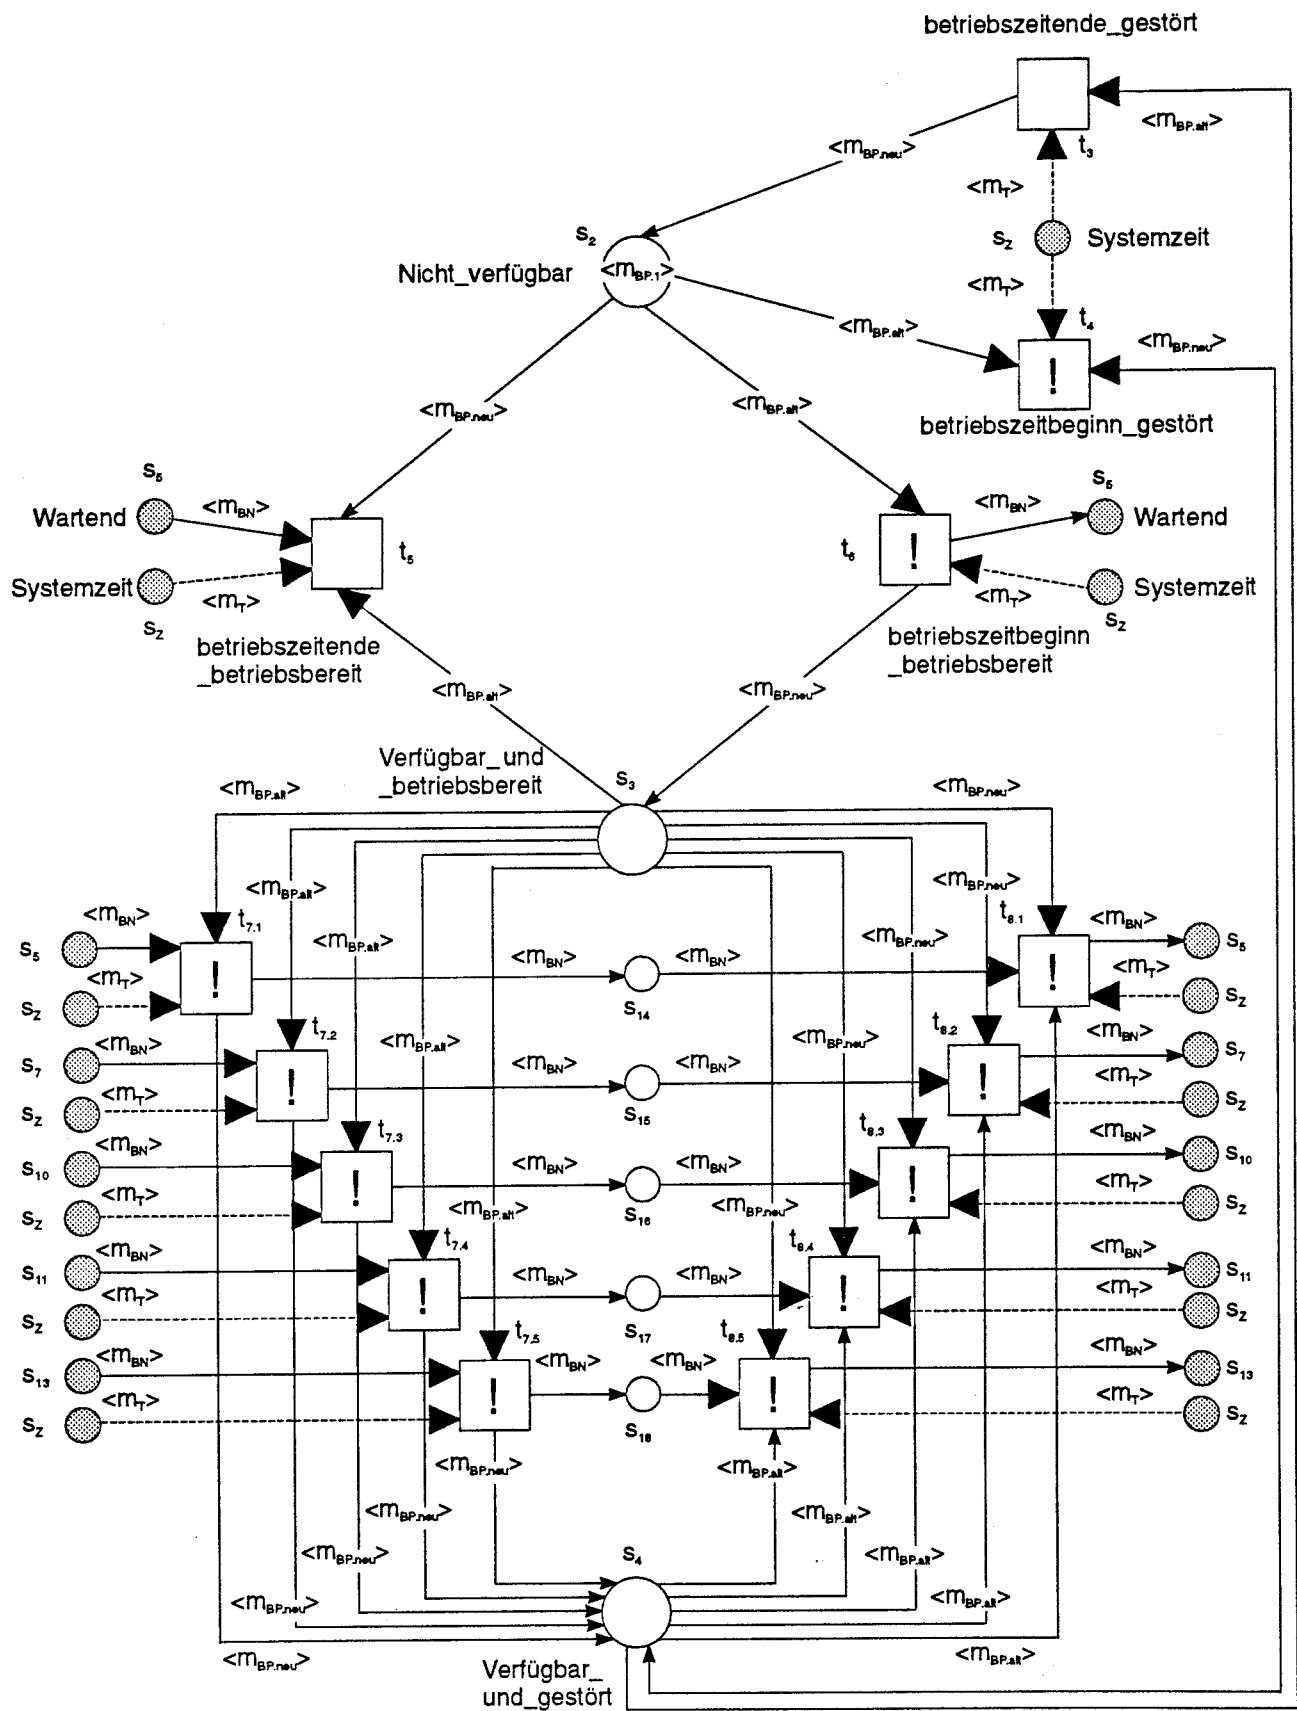 betriebszeitende_gestört
<m_BP.alt>
<m_BP.neu>
t_3
<m_T>
s_2
s_Z Systemzeit
Nicht_verfügbar <m_BP.1>
<m_T>
t_4
<m_BP.alt>
<m_BP.neu>
!
<m_BP.neu>
<m_BP.alt>
betriebszeitbeginn_gestört
s_5
s_5
Wartend <m_BN>
<m_BN> Wartend
t_5
t_6
!
Systemzeit <m_T>
<m_T> Systemzeit
s_Z
s_Z
betriebszeitende
_betriebsbereit
betriebszeitbeginn
_betriebsbereit
<m_BP.alt>
<m_BP.neu>
Verfügbar_und
_betriebsbereit
s_3
<m_BP.alt>
<m_BP.neu>
<m_BP.alt>
<m_BP.neu>
<m_BN> t_7.1
t_8.1 <m_BN>
s_5
s_5
<m_BP.alt>
<m_BP.neu>
<m_T> ! <m_BN> <m_BN> ! <m_T>
s_Z
s_14
s_Z
<m_BN> t_7.2 <m_BP.alt>
<m_BP.neu> t_8.2 <m_BN>
s_7
s_7
<m_T> ! <m_BN> <m_BN> ! <m_T>
s_Z
s_15
s_Z
<m_BN> t_7.3
t_8.3 <m_BN>
s_10
s_10
<m_T> ! <m_BN> <m_BN> ! <m_T>
s_Z
s_16
s_Z
<m_BP.alt>
<m_BP.neu>
<m_BN> t_7.4
t_8.4 <m_BN>
s_11
s_11
<m_T> ! <m_BN> <m_BN> ! <m_T>
s_Z
s_17
s_Z
<m_BN> t_7.5
t_8.5 <m_BN>
s_13
s_13
<m_T> ! <m_BN> <m_BN> ! <m_T>
s_Z
s_18
s_Z
<m_BP.neu>
<m_BP.alt>
<m_BP.neu>
<m_BP.alt>
<m_BP.neu>
s_4
<m_BP.alt>
<m_BP.neu>
<m_BP.alt>
<m_BP.neu>
<m_BP.alt>
Verfügbar_
und_gestört